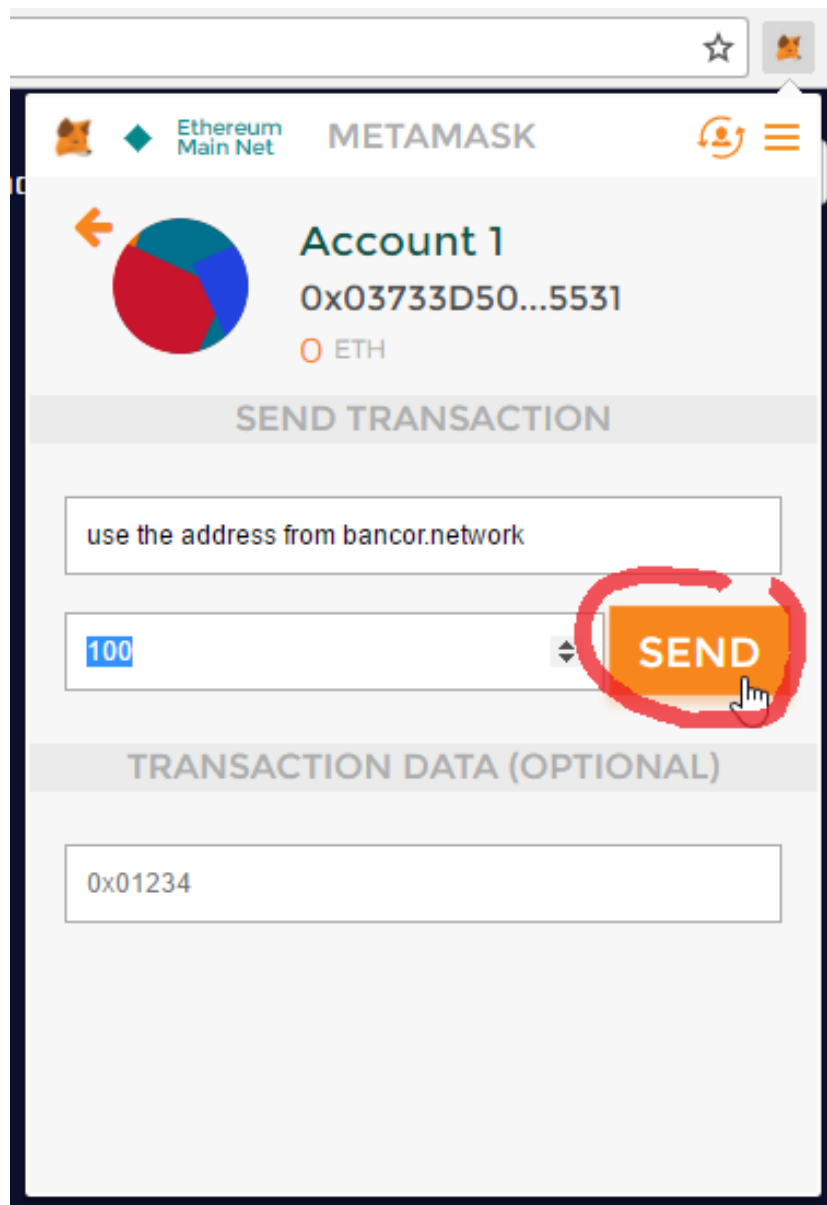 Ethereum
Main Net
METAMASK
Account 1
0x03733D50...5531
0 ETH
SEND TRANSACTION
use the address from bancor.network
100
SEND
TRANSACTION DATA (OPTIONAL)
0x01234